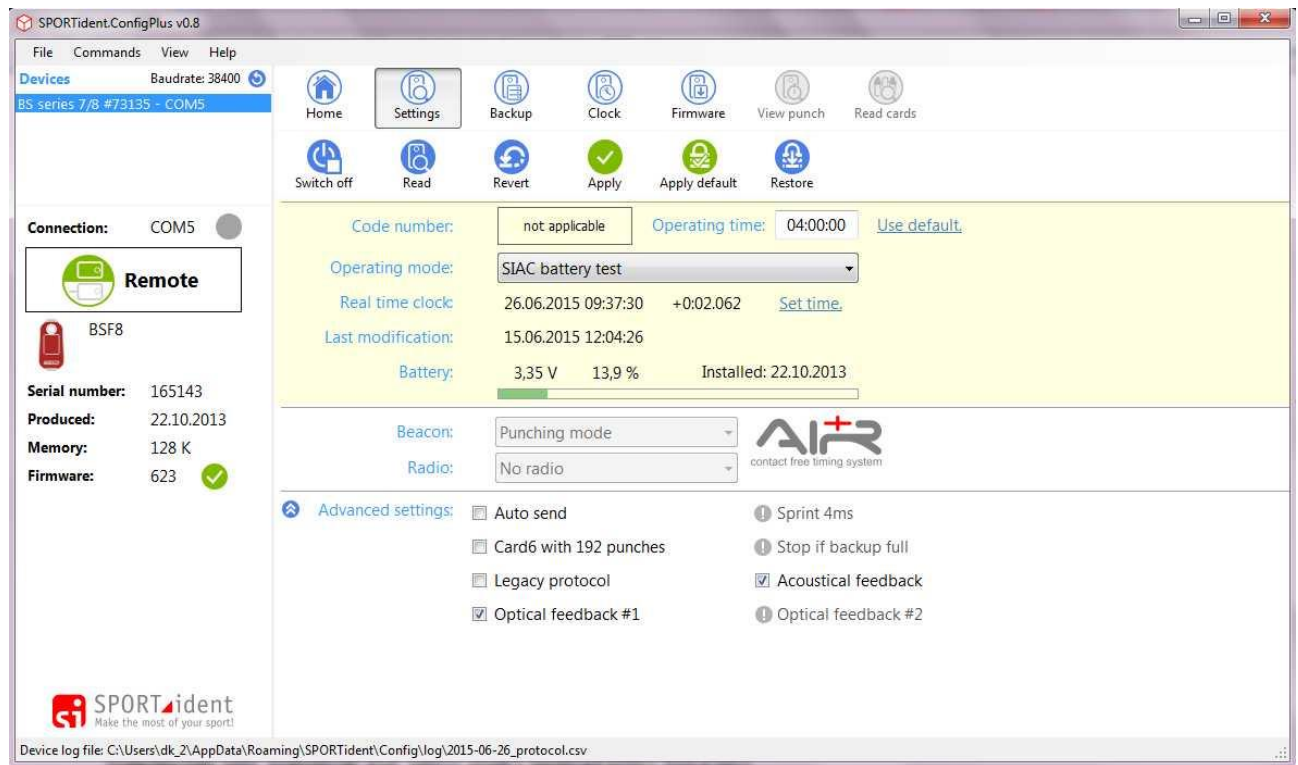 SPORTident.ConfigPlus v0.8
File Commands View Help
Devices Baudrate: 38400
BS series 7/8 #73135 - COM5
Home Settings Backup Clock Firmware View punch Read cards
Switch off Read Revert Apply Apply default Restore
Connection: COM5
Remote
BSF8
Serial number: 165143
Produced: 22.10.2013
Memory: 128 K
Firmware: 623
Code number: not applicable Operating time: 04:00:00 Use default.
Operating mode: SIAC battery test
Real time clock: 26.06.2015 09:37:30 +0:02.062 Set time.
Last modification: 15.06.2015 12:04:26
Battery: 3,35 V 13,9 % Installed: 22.10.2013
Beacon: Punching mode
Radio: No radio
AIR+
contact free timing system
Advanced settings: Auto send Sprint 4ms
Card6 with 192 punches Stop if backup full
Legacy protocol Acoustical feedback
Optical feedback #1 Optical feedback #2
si SPORTident
Make the most of your sport!
Device log file: C:\Users\dk_2\AppData\Roaming\SPORTident\Config\log\2015-06-26_protocol.csv